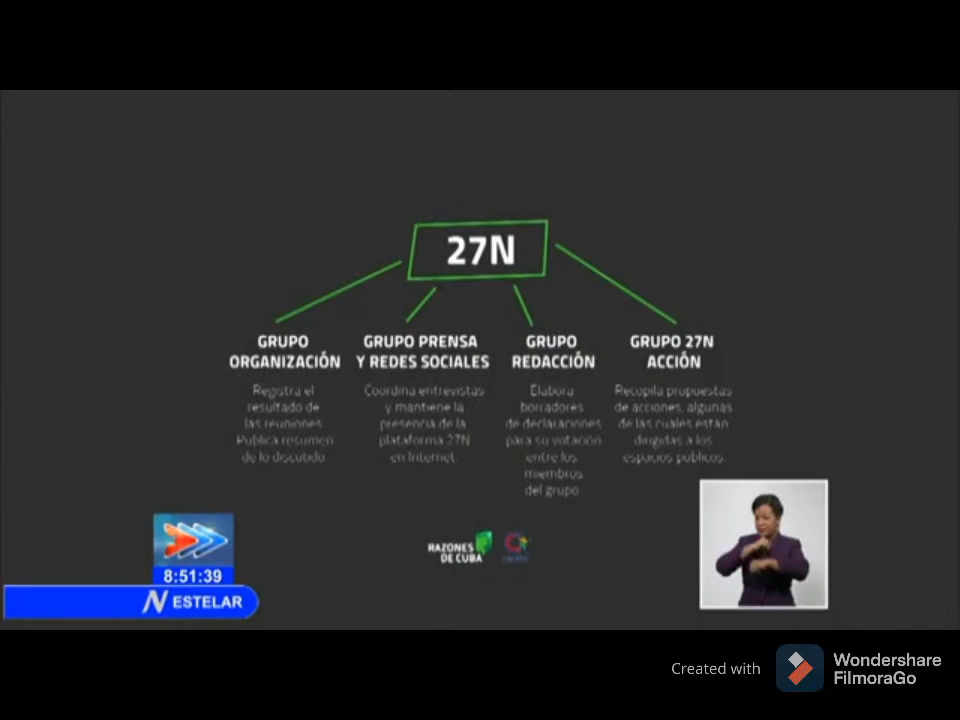 27N
GRUPO
ORGANIZACIÓN
Registra el
resultado de
las reuniones.
Publica resumen
de lo discutido.
GRUPO PRENSA
Y REDES SOCIALES
Coordina entrevistas
y mantiene la
presencia de la
plataforma 27N
en Internet.
GRUPO
REDACCIÓN
Elabora
borradores
de declaraciones
para su votación
entre los
miembros
del grupo
GRUPO 27N
ACCIÓN
Recopila propuestas
de acciones, algunas
de las cuales están
dirigidas a los
espacios públicos.
RAZONES
DE CUBA
8:51:39
N ESTELAR
Created with
Wondershare
FilmoraGo